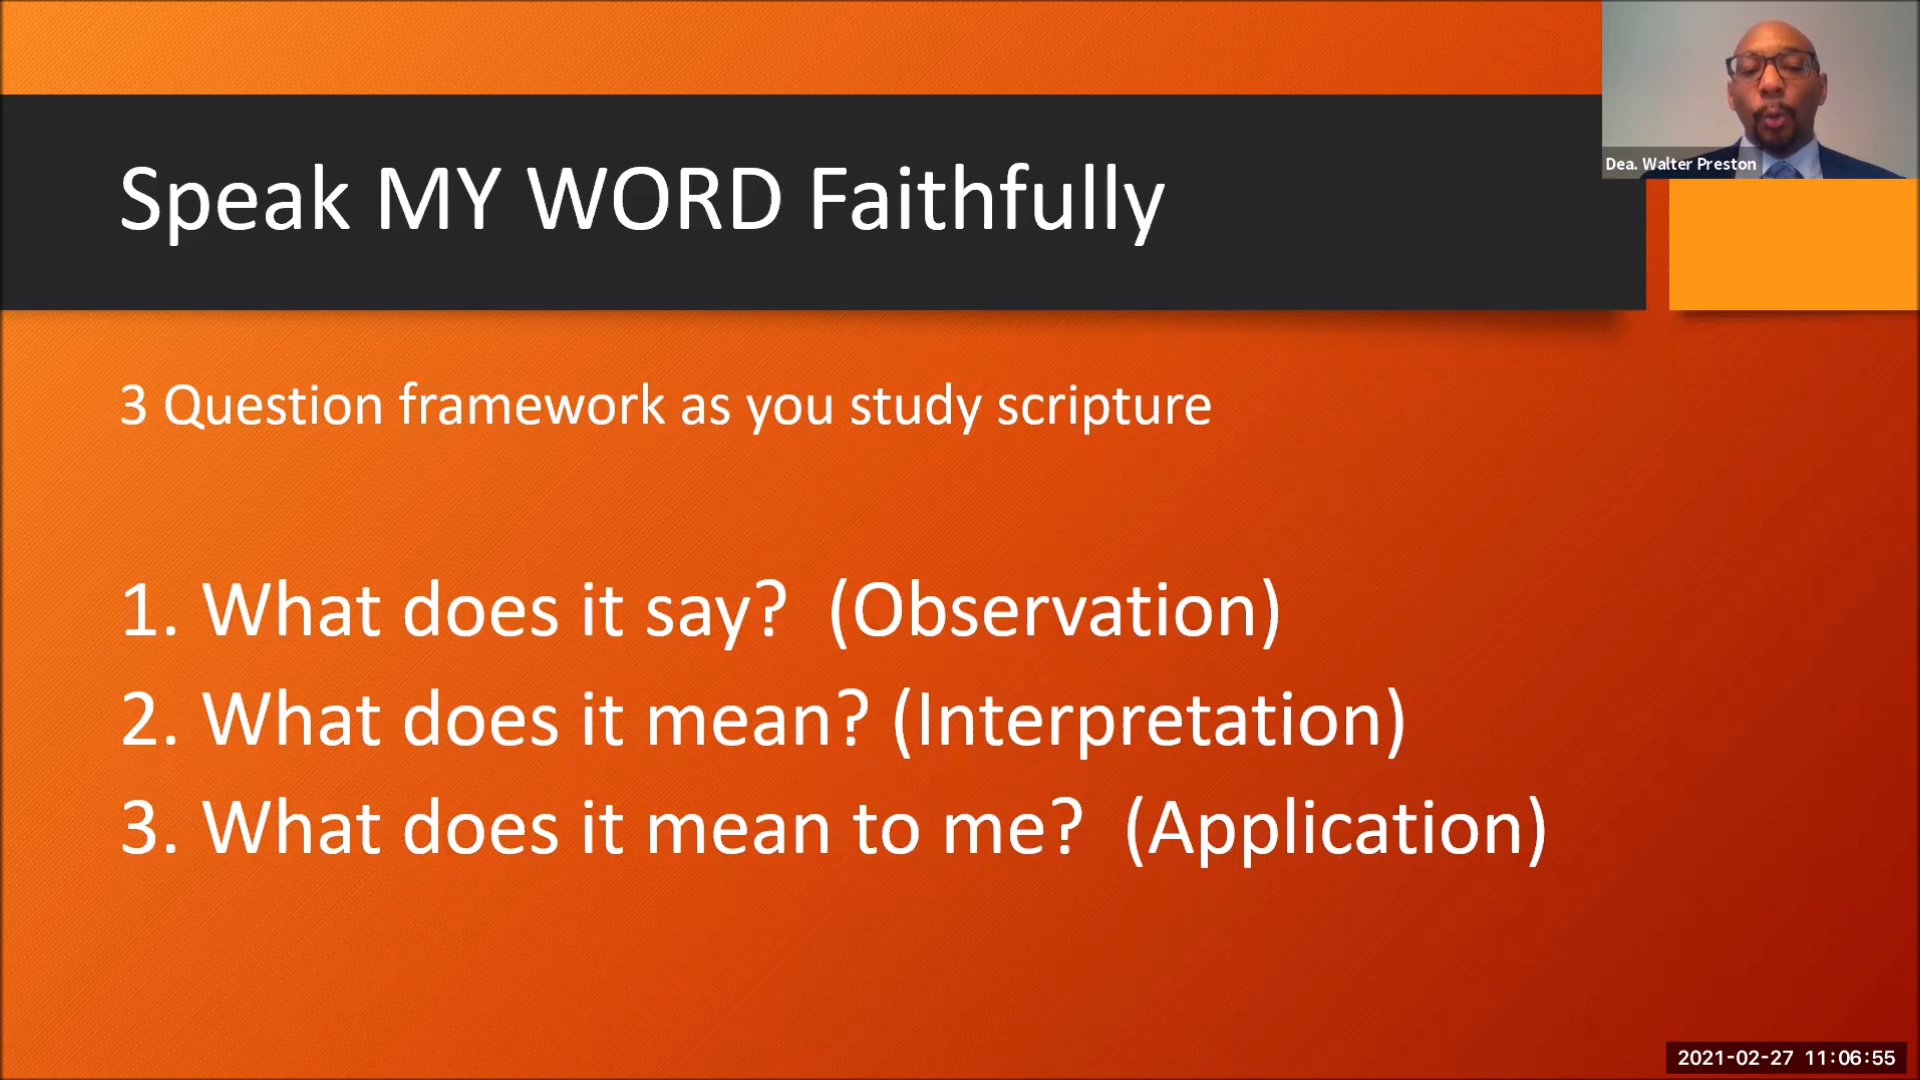 Dea. Walter Preston
Speak MY WORD Faithfully
3 Question framework as you study scripture
1. What does it say?  (Observation)
2. What does it mean? (Interpretation)
3. What does it mean to me?  (Application)
2021-02-27 11:06:55